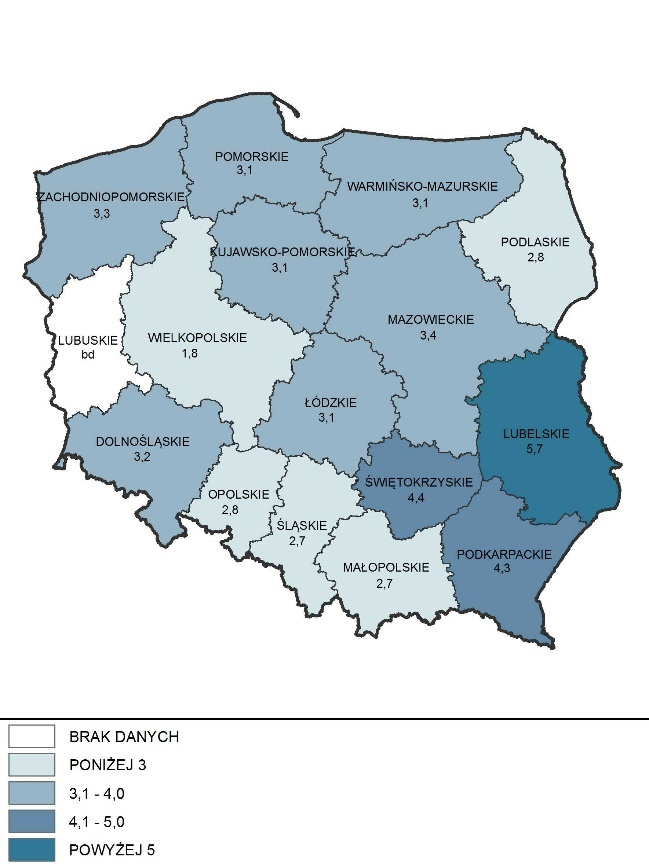 POMORSKIE
3,1
WARMIŃSKO-MAZURSKIE
3,1
ZACHODNIOPOMORSKIE
3,3
PODLASKIE
2,8
KUJAWSKO-POMORSKIE
3,1
MAZOWIECKIE
3,4
LUBUSKIE
bd
WIELKOPOLSKIE
1,8
ŁÓDZKIE
3,1
LUBELSKIE
5,7
DOLNOŚLĄSKIE
3,2
ŚWIĘTOKRZYSKIE
4,4
OPOLSKIE
2,8
ŚLĄSKIE
2,7
PODKARPACKIE
4,3
MAŁOPOLSKIE
2,7
BRAK DANYCH
PONIŻEJ 3
3,1 - 4,0
4,1 - 5,0
POWYŻEJ 5